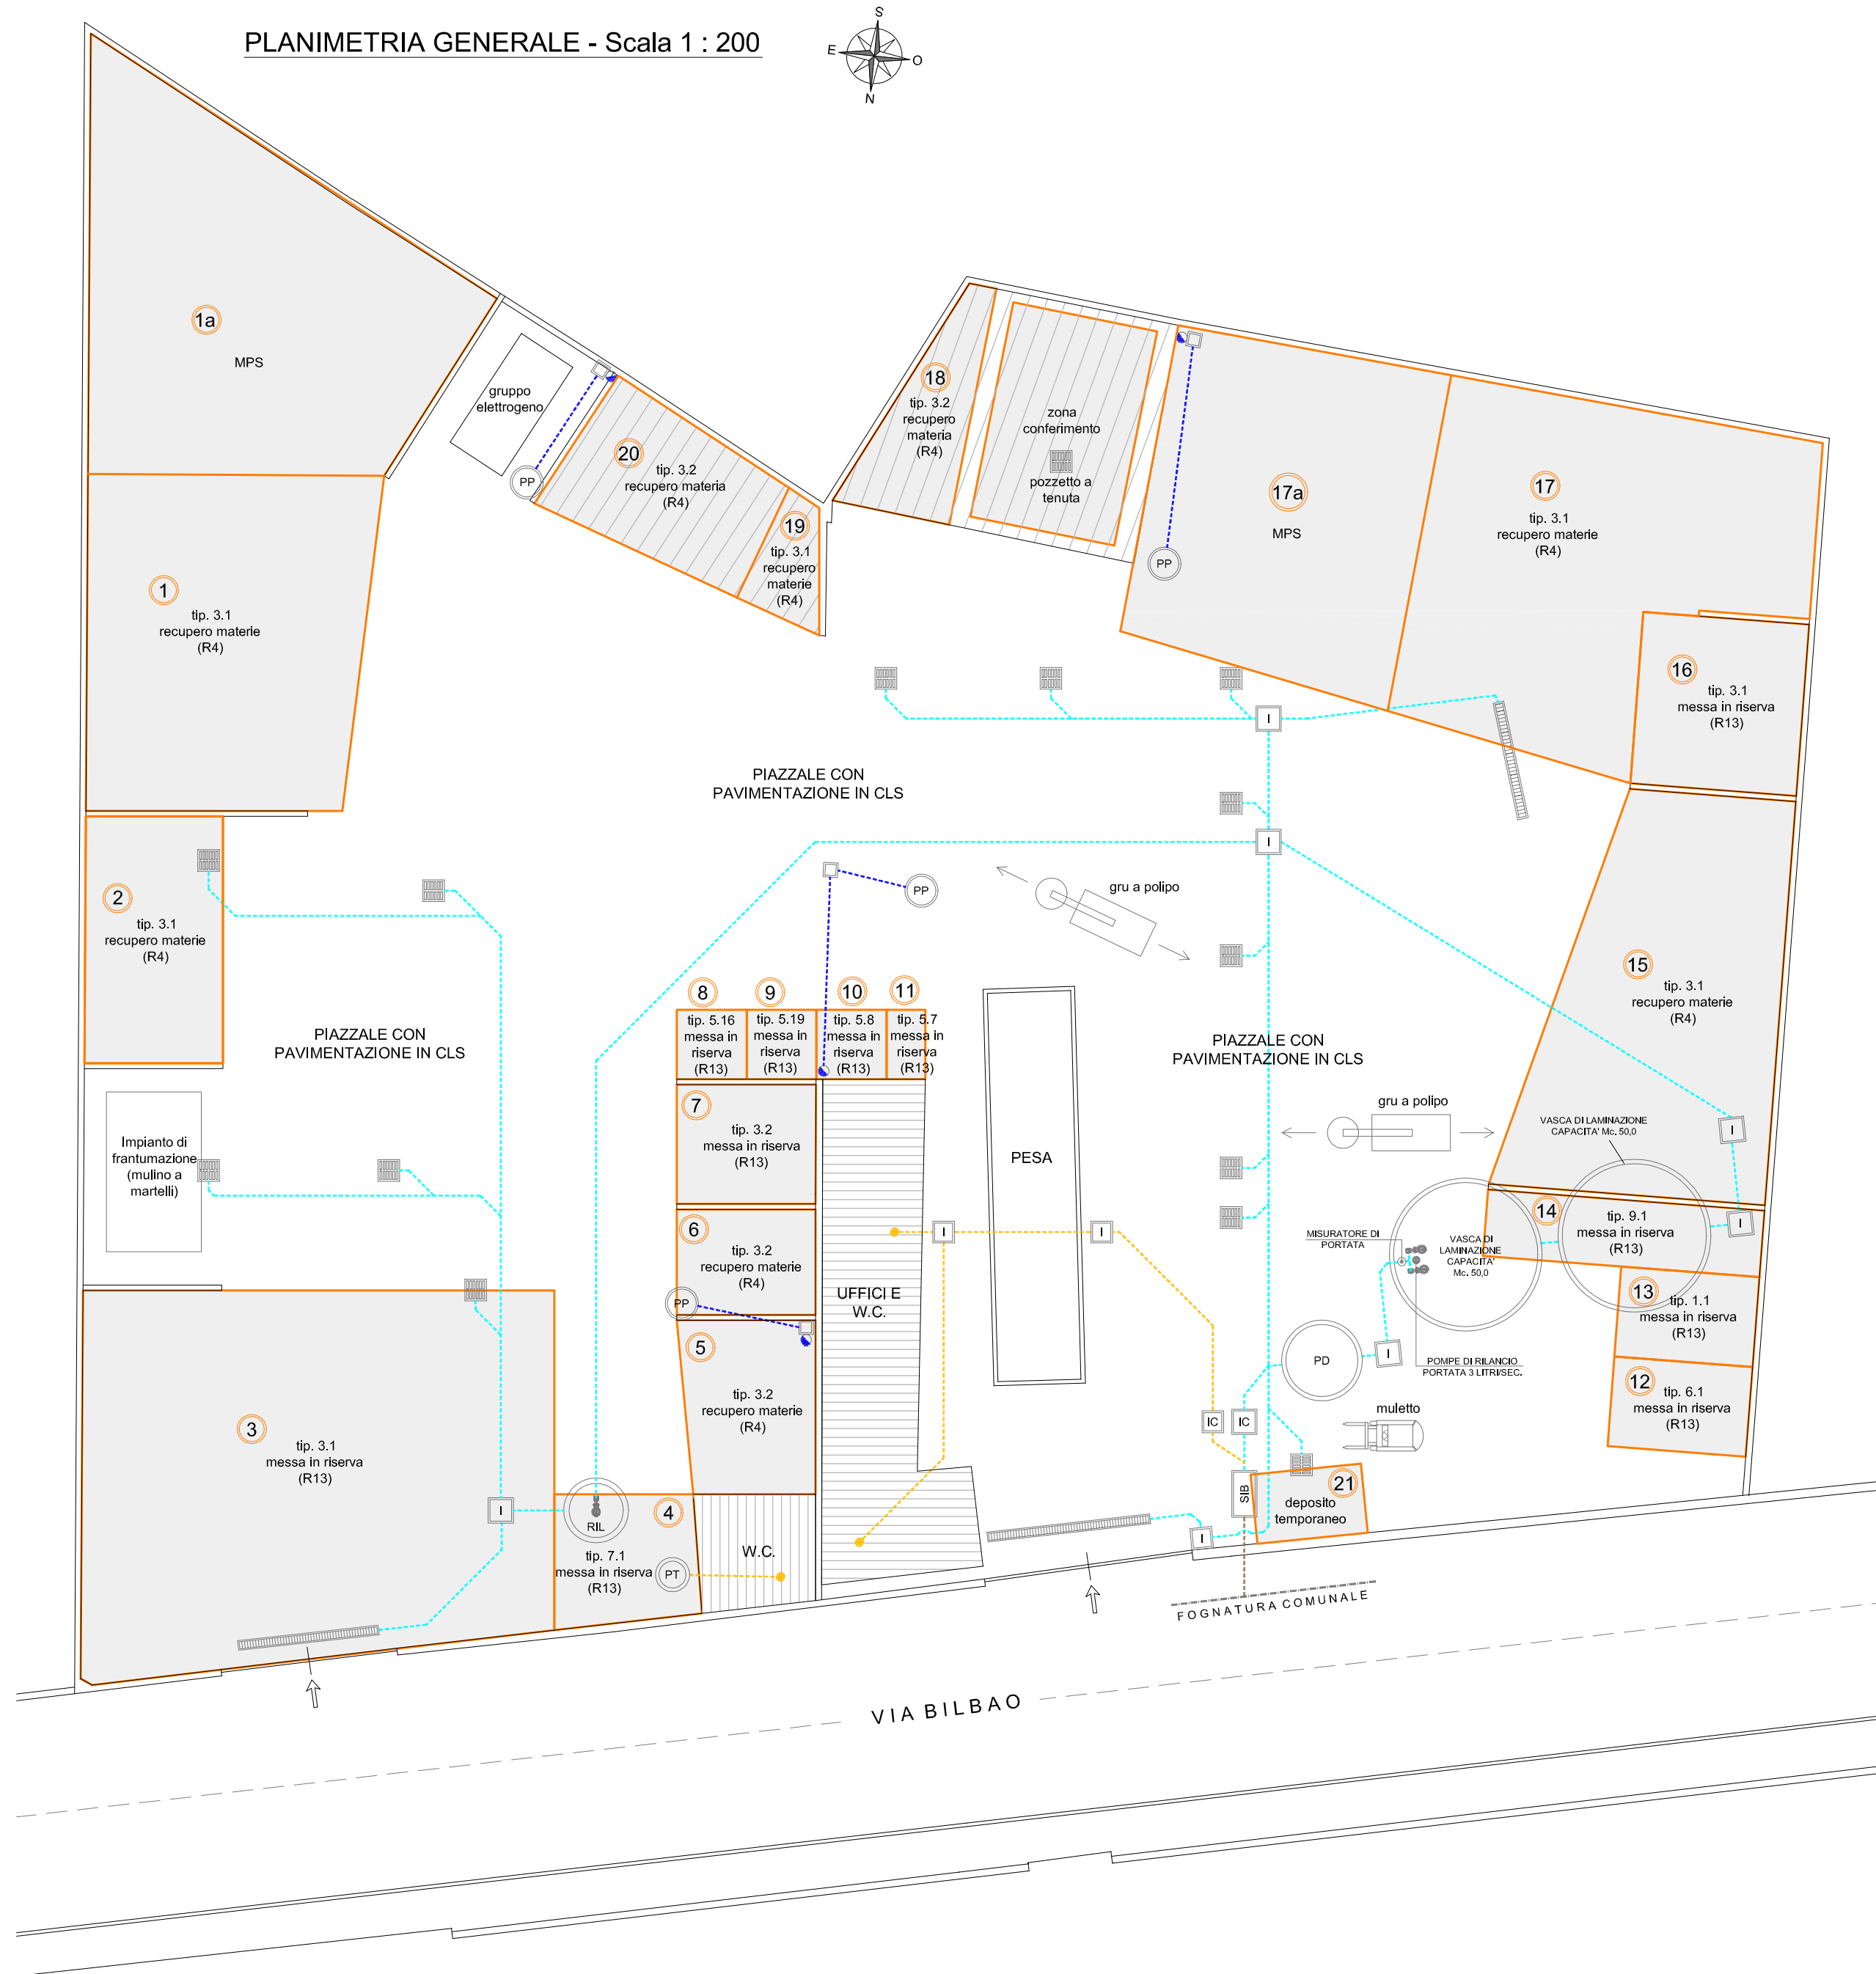 PLANIMETRIA GENERALE - Scala 1 : 200
S
E
O
N
1a
MPS
gruppo
elettrogeno
PP
20
tip. 3.2
recupero materia
(R4)
19
tip. 3.1
recupero
materie
(R4)
18
tip. 3.2
recupero
materia
(R4)
zona
conferimento
pozzetto a
tenuta
17a
MPS
PP
17
tip. 3.1
recupero materie
(R4)
16
tip. 3.1
messa in riserva
(R13)
1
tip. 3.1
recupero materie
(R4)
I
PIAZZALE CON
PAVIMENTAZIONE IN CLS
I
2
tip. 3.1
recupero materie
(R4)
PP
gru a polipo
15
tip. 3.1
recupero materie
(R4)
PIAZZALE CON
PAVIMENTAZIONE IN CLS
8
tip. 5.16
messa in
riserva
(R13)
9
tip. 5.19
messa in
riserva
(R13)
10
tip. 5.8
messa in
riserva
(R13)
11
tip. 5.7
messa in
riserva
(R13)
PIAZZALE CON
PAVIMENTAZIONE IN CLS
7
tip. 3.2
messa in riserva
(R13)
PESA
gru a polipo
VASCA DI LAMINAZIONE
CAPACITA' Mc. 50,0
I
Impianto di
frantumazione
(mulino a
martelli)
6
tip. 3.2
recupero materie
(R4)
I
I
MISURATORE DI
PORTATA
VASCA DI
LAMINAZIONE
CAPACITA'
Mc. 50,0
14
tip. 9.1
messa in riserva
(R13)
I
UFFICI E
W.C.
PP
5
tip. 3.2
recupero materie
(R4)
13
tip. 1.1
messa in riserva
(R13)
PD
I
POMPE DI RILANCIO
PORTATA 3 LITRI/SEC.
12
tip. 6.1
messa in riserva
(R13)
3
tip. 3.1
messa in riserva
(R13)
IC
IC
muletto
I
RIL
4
tip. 7.1
messa in riserva
(R13)
PT
W.C.
SIB
21
deposito
temporaneo
I
FOGNATURA COMUNALE
VIA BILBAO